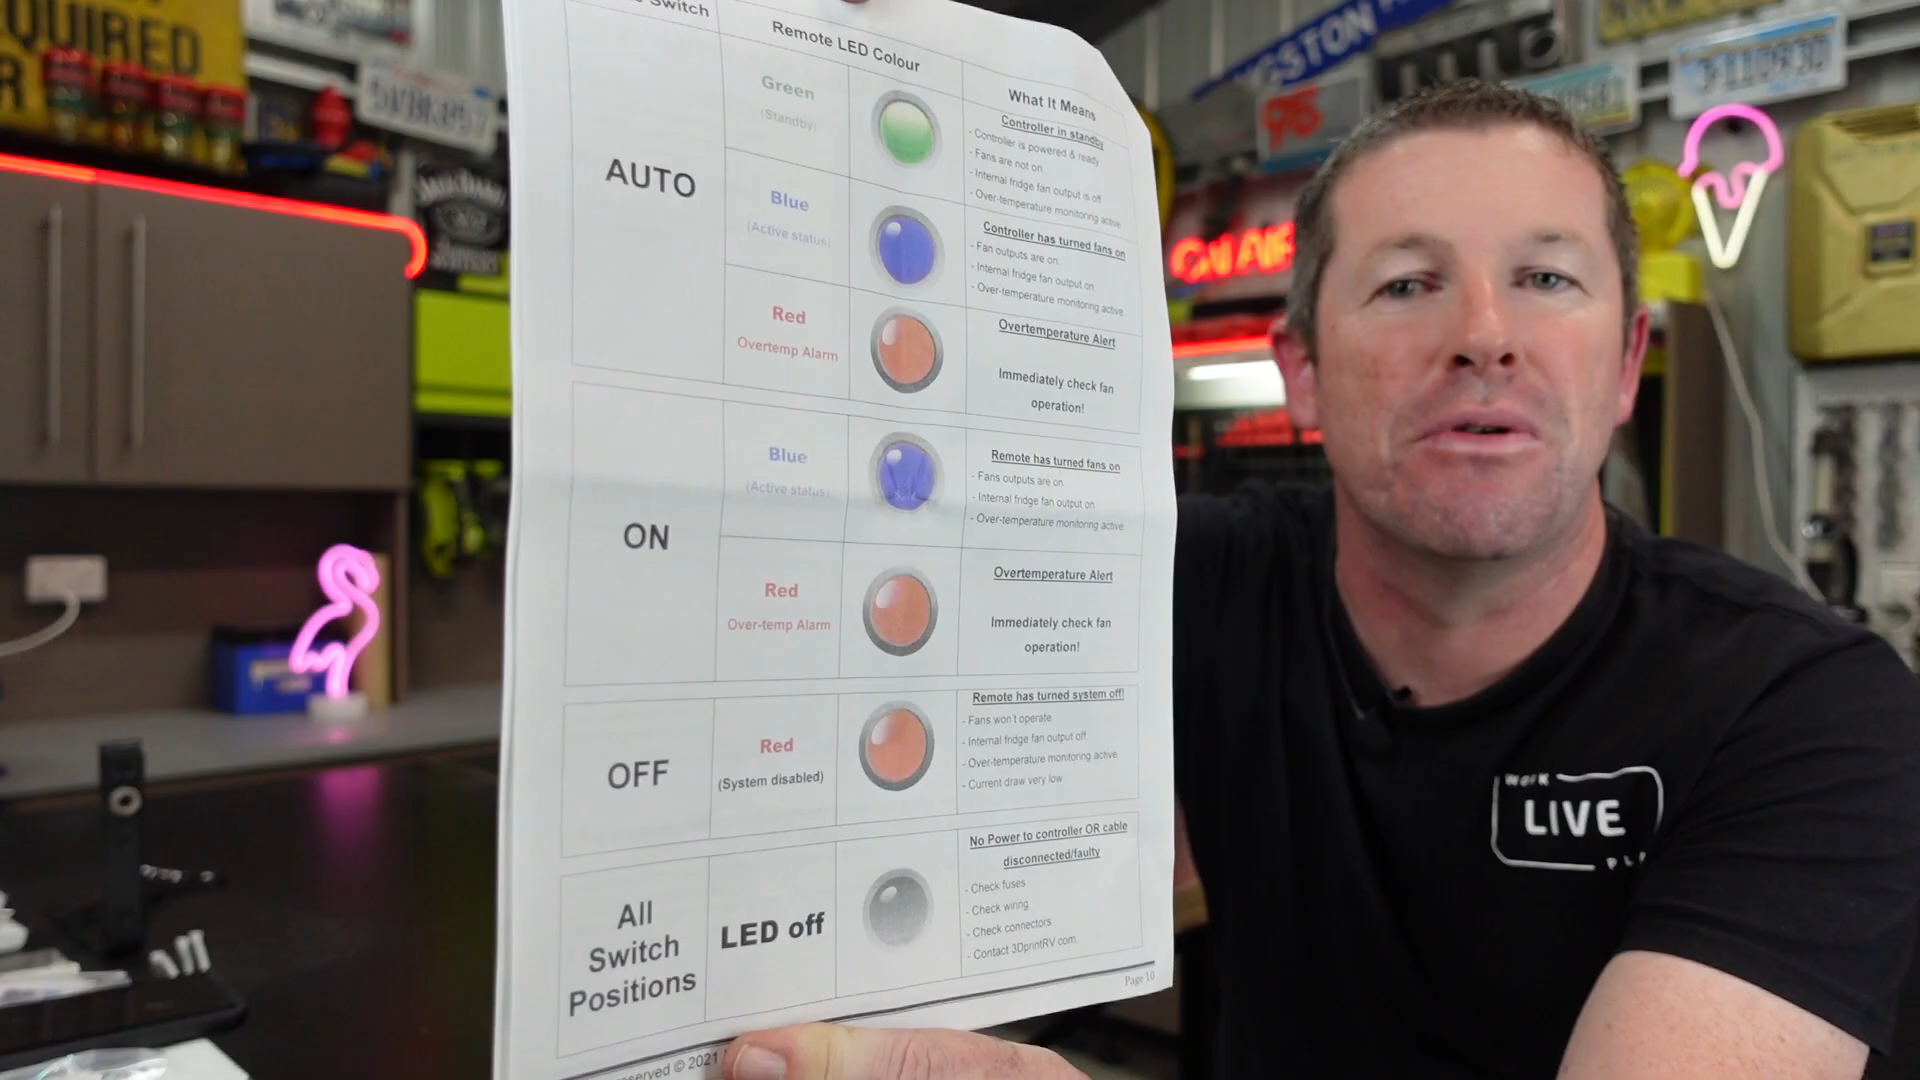 Switch
Remote LED Colour
What It Means
AUTO
Green
(Standby)
Controller in standby
- Controller is powered & ready
- Fans are not on
- Internal fridge fan output is off
- Over-temperature monitoring active
Blue
(Active status)
Controller has turned fans on
- Fan outputs are on.
- Internal fridge fan output on
- Over-temperature monitoring active
Red
Overtemp Alarm
Overtemperature Alert
Immediately check fan
operation!
ON
Blue
(Active status)
Remote has turned fans on
- Fans outputs are on
- Internal fridge fan output on
- Over-temperature monitoring active
Red
Over-temp Alarm
Overtemperature Alert
Immediately check fan
operation!
OFF
Red
(System disabled)
Remote has turned system off!
- Fans won't operate
- Internal fridge fan output off
- Over-temperature monitoring active
- Current draw very low
All
Switch
Positions
LED off
No Power to controller OR cable
disconnected/faulty
- Check fuses
- Check wiring
- Check connectors
- Contact 3DprintRV.com
Page 10
© 2021
ON AIR
WORK
LIVE
QUIRED
95
JACK DANIEL